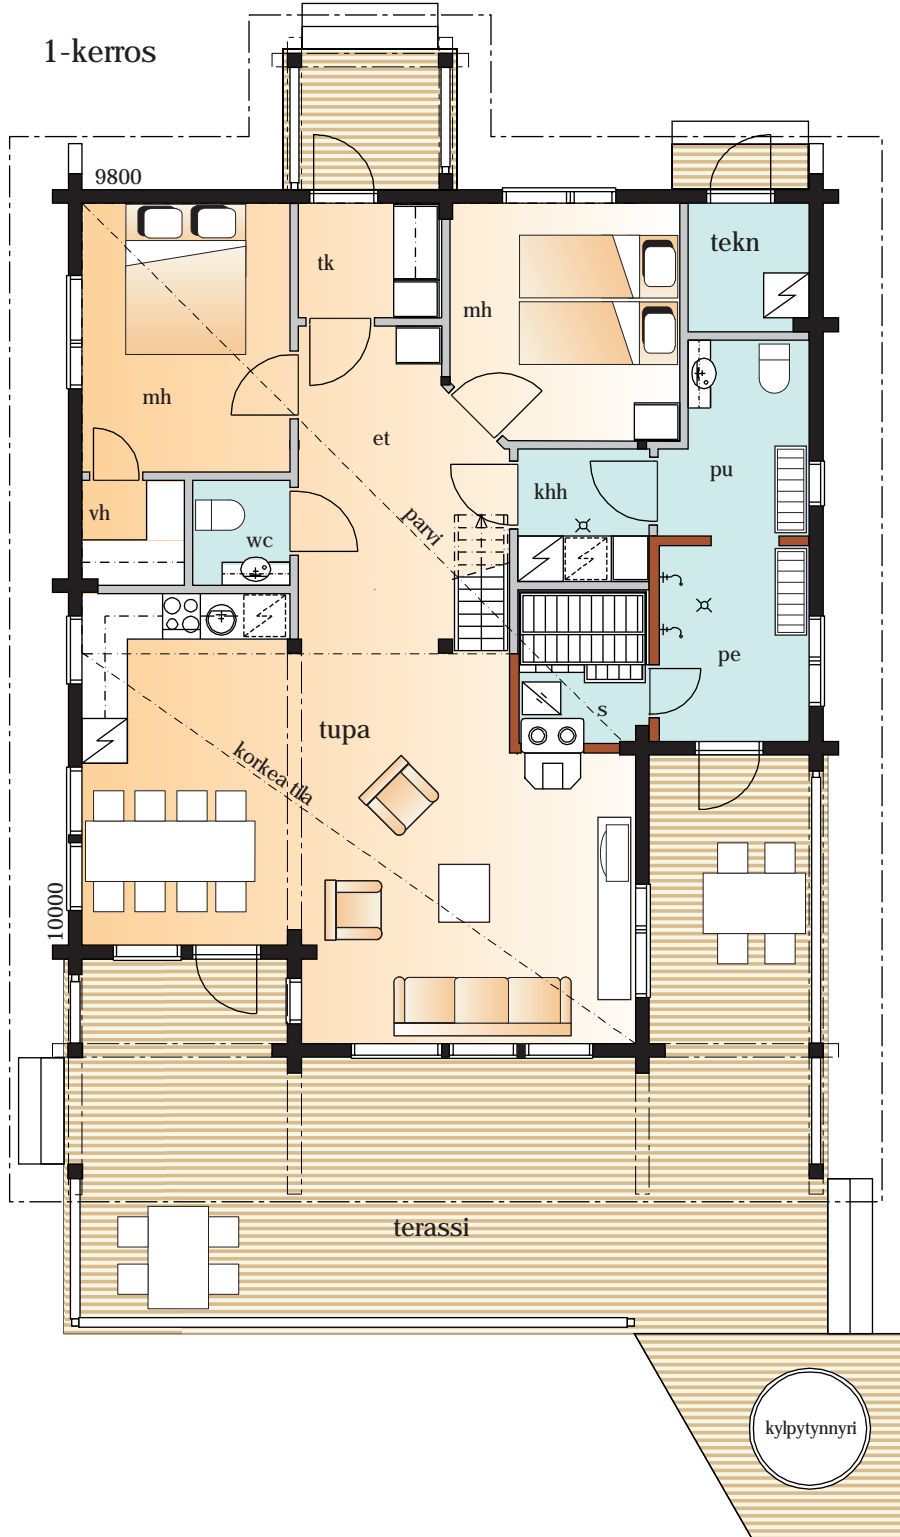 1-kerros
9800
tekn
tk
mh
mh
et
pu
khh
vh
parvi
wc
pe
s
tupa
korkea tila
10000
terassi
kylpytynnyri